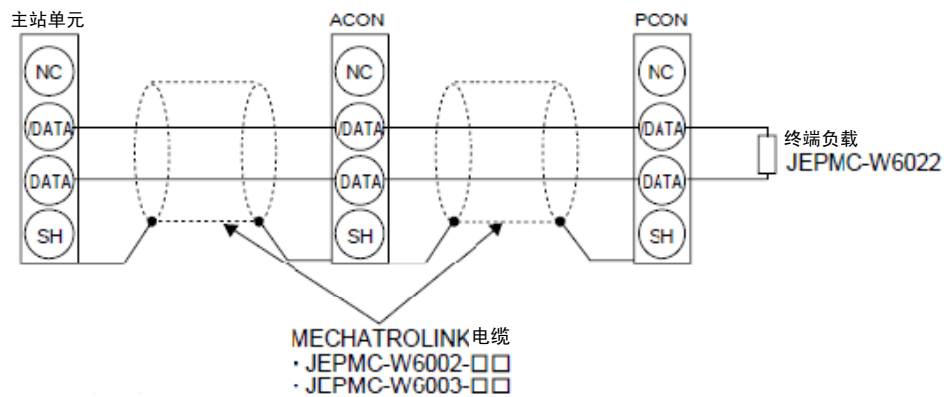 主站单元 ACON PCON
NC NC NC
/DATA /DATA /DATA
终端负载
JEPMC-W6022
DATA DATA DATA
SH SH SH
MECHATROLINK电缆
・JEPMC-W6002-□□
・JEPMC-W6003-□□